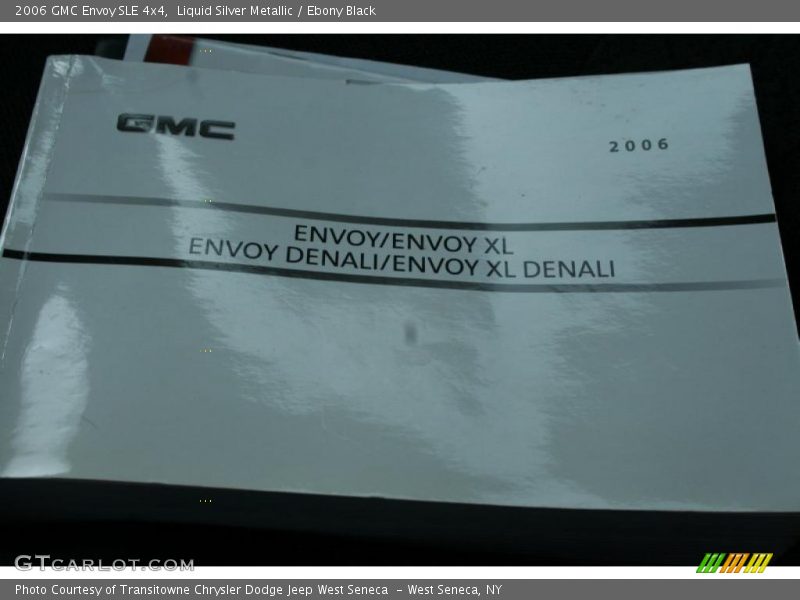 2006 GMC Envoy SLE 4x4,  Liquid Silver Metallic / Ebony Black
GMC
2006
ENVOY/ENVOY XL
ENVOY DENALI/ENVOY XL DENALI
GTCARLOT.COM
Photo Courtesy of Transitowne Chrysler Dodge Jeep West Seneca  - West Seneca, NY